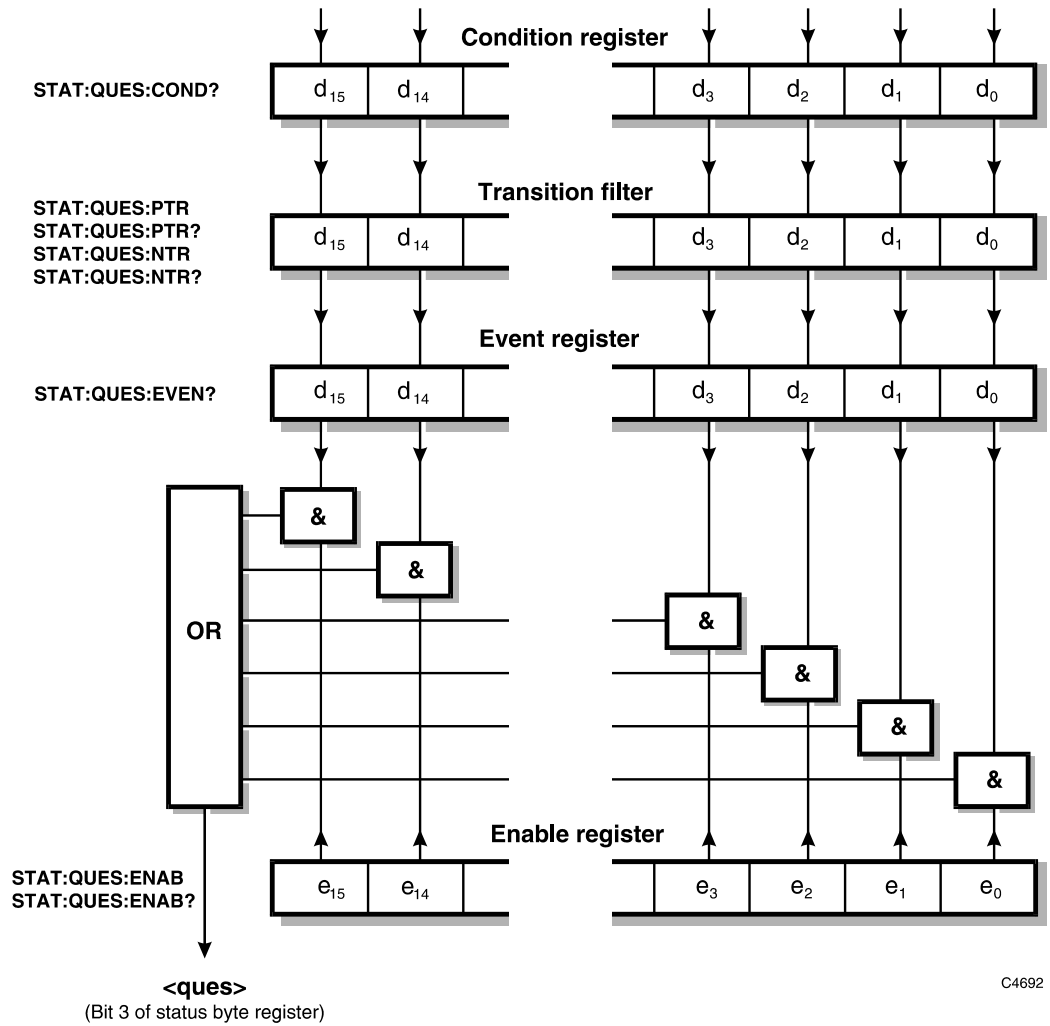 Condition register
STAT:QUES:COND?
d15 d14 d3 d2 d1 d0
Transition filter
STAT:QUES:PTR
STAT:QUES:PTR?
STAT:QUES:NTR
STAT:QUES:NTR?
d15 d14 d3 d2 d1 d0
Event register
STAT:QUES:EVEN?
d15 d14 d3 d2 d1 d0
&
&
OR
&
&
&
&
Enable register
STAT:QUES:ENAB
STAT:QUES:ENAB?
e15 e14 e3 e2 e1 e0
<ques>
(Bit 3 of status byte register)
C4692